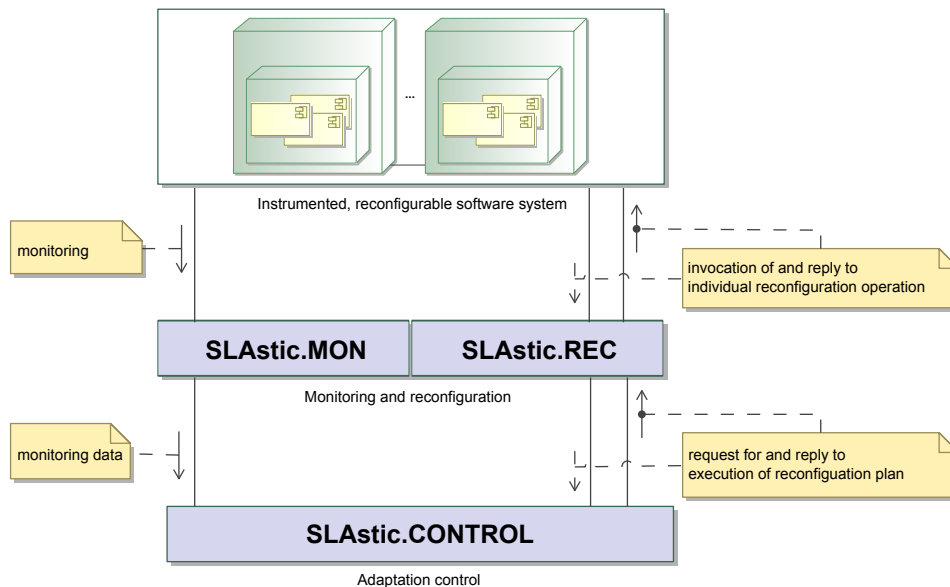 ...
Instrumented, reconfigurable software system
monitoring
invocation of and reply to
individual reconfiguration operation
SLAstic.MON
SLAstic.REC
Monitoring and reconfiguration
monitoring data
request for and reply to
execution of reconfiguation plan
SLAstic.CONTROL
Adaptation control